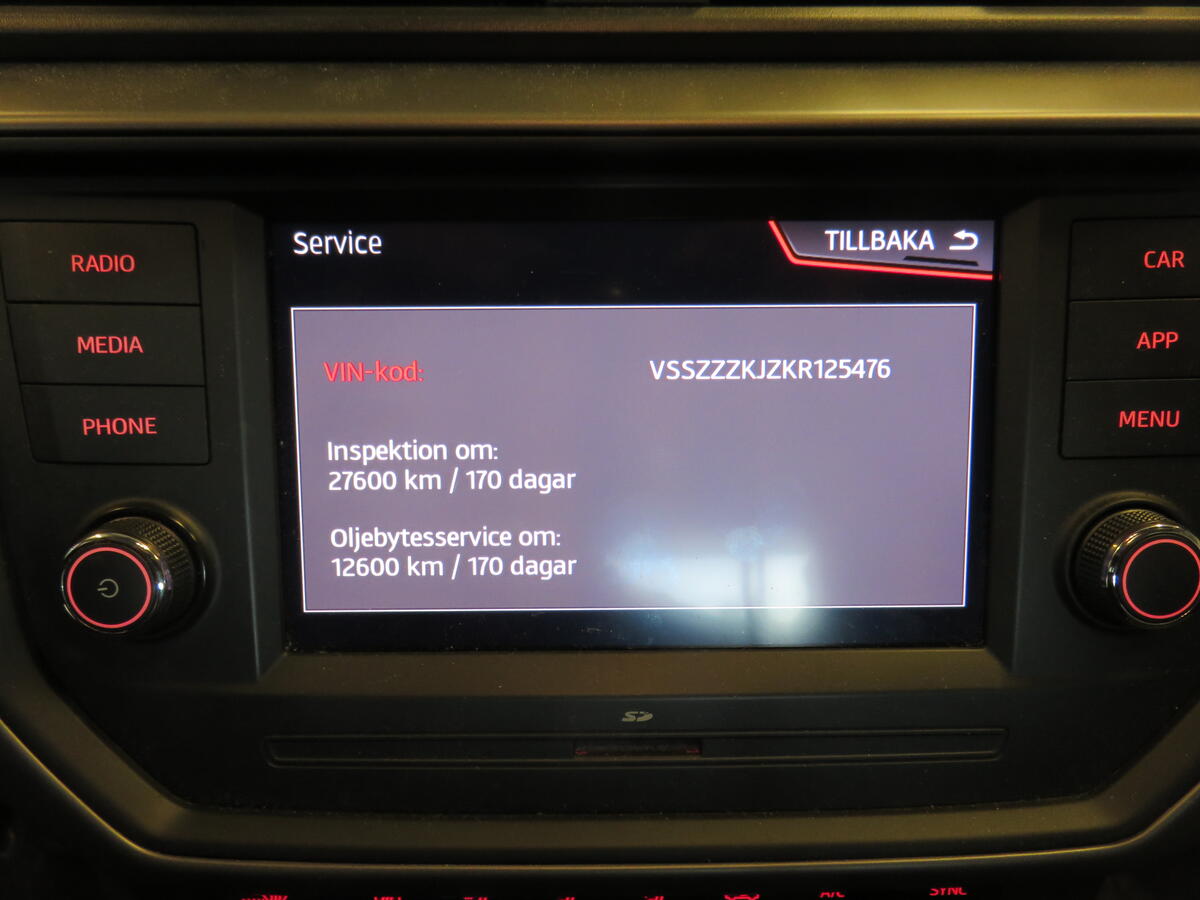 Service
TILLBAKA
RADIO
MEDIA
PHONE
CAR
APP
MENU
VIN-kod:
VSSZZZKJZKR125476
Inspektion om:
27600 km / 170 dagar
Oljebytesservice om:
12600 km / 170 dagar
SD
A/C
SYNC